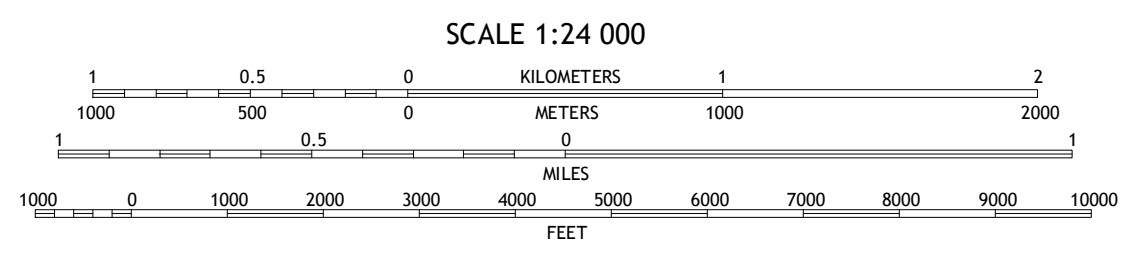 SCALE 1:24 000
1 0.5 0 KILOMETERS 1 2
1000 500 0 METERS 1000 2000
1 0.5 0 1
MILES
1000 0 1000 2000 3000 4000 5000 6000 7000 8000 9000 10000
FEET